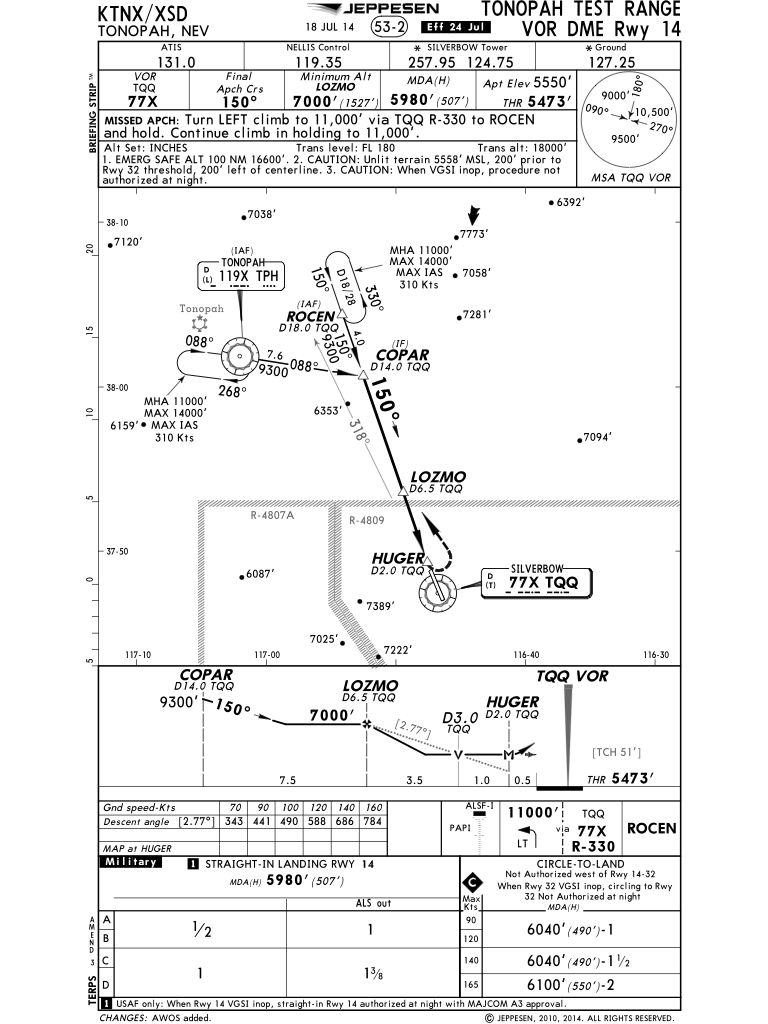 KTNX/XSD
TONOPAH, NEV
JEPPESEN
18 JUL 14
53-2
Eff 24 Jul
TONOPAH TEST RANGE
VOR DME Rwy 14
ATIS
131.0
NELLIS Control
119.35
* SILVERBOW Tower
257.95 124.75
* Ground
127.25
BRIEFING STRIP TM
VOR
TQQ
77X
Final
Apch Crs
150°
Minimum Alt
LOZMO
7000' (1527')
MDA(H)
5980' (507')
Apt Elev 5550'
THR 5473'
MISSED APCH: Turn LEFT climb to 11,000' via TQQ R-330 to ROCEN
and hold. Continue climb in holding to 11,000'.
Alt Set: INCHES
Trans level: FL 180
Trans alt: 18000'
1. EMERG SAFE ALT 100 NM 16600'. 2. CAUTION: Unlit terrain 5558' MSL, 200' prior to
Rwy 32 threshold, 200' left of centerline. 3. CAUTION: When VGSI inop, procedure not
authorized at night.
9000'
180°
090°
10,500'
270°
9500'
MSA TQQ VOR
6392'
7038'
38-10
7773'
7120'
20
(IAF)
TONOPAH
D
(L)
119X TPH
MHA 11000'
MAX 14000'
MAX IAS
310 Kts
7058'
150°
D18/28
330°
7281'
Tonopah
(IAF)
ROCEN
D18.0 TQQ
15
088°
4.0
150°
9300
(IF)
COPAR
D14.0 TQQ
7.6
9300
088°
38-00
268°
150°
MHA 11000'
MAX 14000'
MAX IAS
310 Kts
6353'
10
6159'
318°
7094'
LOZMO
D6.5 TQQ
5
R-4807A
R-4809
37-50
HUGER
D2.0 TQQ
SILVERBOW
D
(T)
77X TQQ
6087'
0
7389'
7025'
7222'
5
117-10
117-00
116-40
116-30
COPAR
D14.0 TQQ
9300'
150°
LOZMO
D6.5 TQQ
7000'
[2.77°]
D3.0
TQQ
HUGER
D2.0 TQQ
TQQ VOR
V
M
[TCH 51']
7.5
3.5
1.0
0.5
THR 5473'
Gnd speed-Kts 70 90 100 120 140 160
Descent angle [2.77°] 343 441 490 588 686 784
MAP at HUGER
ALSF-I
PAPI
11000'
LT
via
TQQ
77X
R-330
ROCEN
Military
1 STRAIGHT-IN LANDING RWY 14
MDA(H) 5980' (507')
ALS out
C
CIRCLE-TO-LAND
Not Authorized west of Rwy 14-32
When Rwy 32 VGSI inop, circling to Rwy
32 Not Authorized at night
Max
Kts
MDA(H)
A
B
1/2
1
90
120
6040' (490')-1
C
D
1
1 3/8
140
6040' (490')-1 1/2
165
6100' (550')-2
TERPS AMEND 3
1 USAF only: When Rwy 14 VGSI inop, straight-in Rwy 14 authorized at night with MAJCOM A3 approval.
CHANGES: AWOS added.
© JEPPESEN, 2010, 2014. ALL RIGHTS RESERVED.